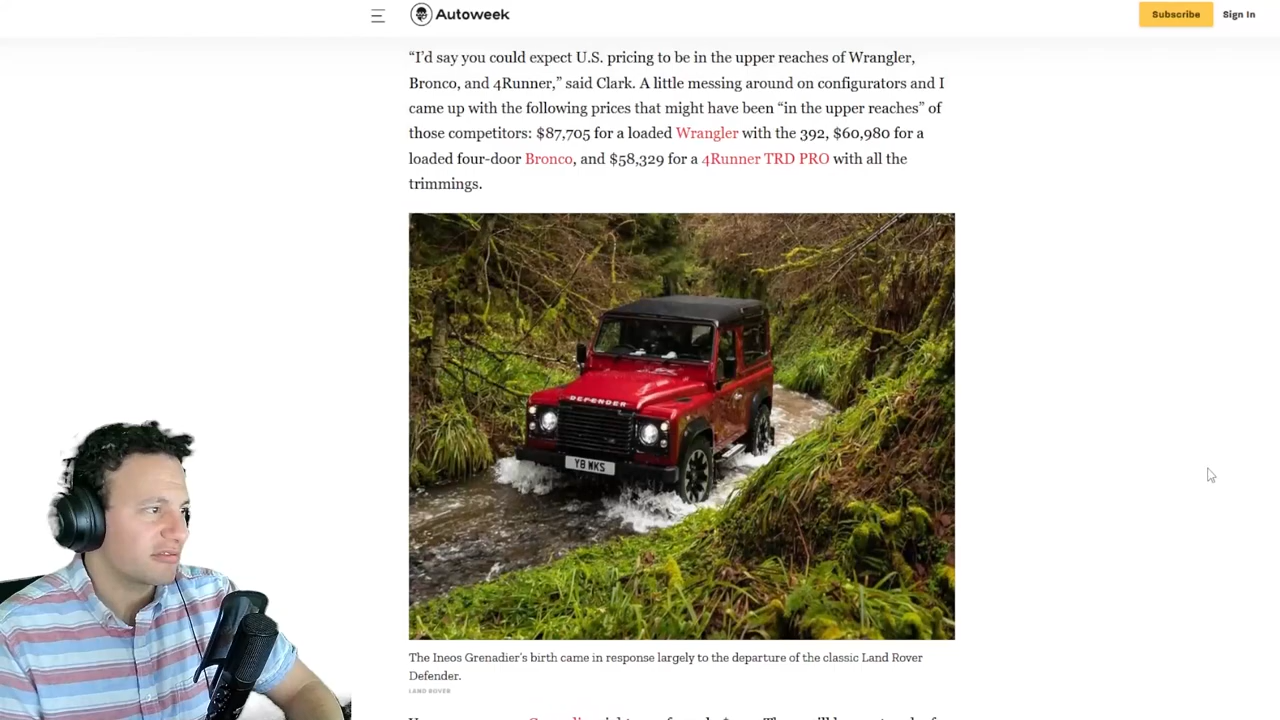 Autoweek
Subscribe
Sign In
“I’d say you could expect U.S. pricing to be in the upper reaches of Wrangler,
Bronco, and 4Runner,” said Clark. A little messing around on configurators and I
came up with the following prices that might have been “in the upper reaches” of
those competitors: $87,705 for a loaded Wrangler with the 392, $60,980 for a
loaded four-door Bronco, and $58,329 for a 4Runner TRD PRO with all the
trimmings.
DEFENDER
Y8 WKS
The Ineos Grenadier’s birth came in response largely to the departure of the classic Land Rover
Defender.
LAND ROVER